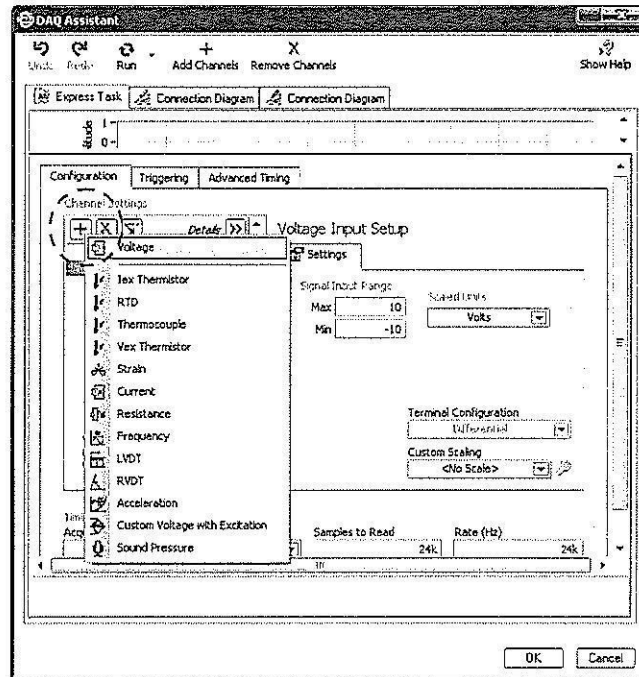 DAQ Assistant
Undo Redo Run Add Channels Remove Channels Show Help
Express Task Connection Diagram Connection Diagram
1
0
Configuration Triggering Advanced Timing
Channel Settings
Details Voltage Input Setup
Voltage
Settings
Iex Thermistor
RTD
Thermocouple
Vex Thermistor
Strain
Current
Resistance
Frequency
LVDT
RVDT
Acceleration
Custom Voltage with Excitation
Sound Pressure
Signal Input Range
Max 10
Min -10
Scaled Units
Volts
Terminal Configuration
Differential
Custom Scaling
<No Scale>
Samples to Read
24k
Rate (Hz)
24k
OK Cancel